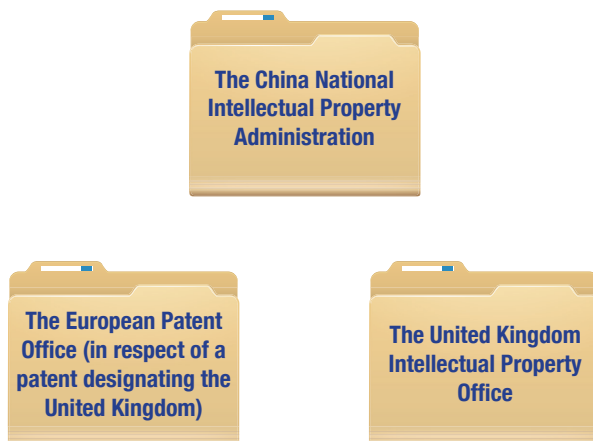 The China National
Intellectual Property
Administration
The European Patent
Office (in respect of a
patent designating the
United Kingdom)
The United Kingdom
Intellectual Property
Office